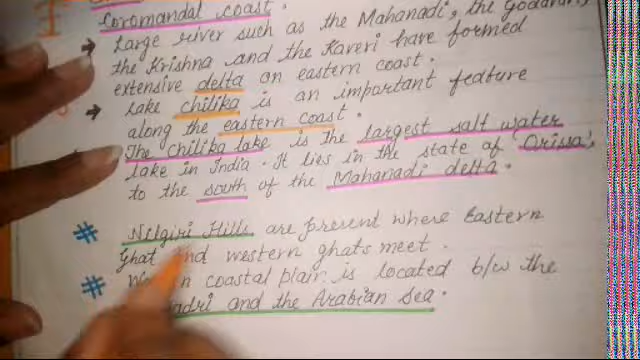 Coromandal coast.
Large river such as the Mahanadi, the Godavari
the Krishna and the Kaveri have formed
extensive delta on eastern coast.
Lake chilika is an important feature
along the eastern coast.
The chilika lake is the largest salt water
lake in India. It lies in the state of 'Orissa',
to the south of the Mahanadi delta.
# Nilgiri Hills are present where Eastern
Ghat and western ghats meet.
# coastal plain is located b/w the
and the Arabian Sea.